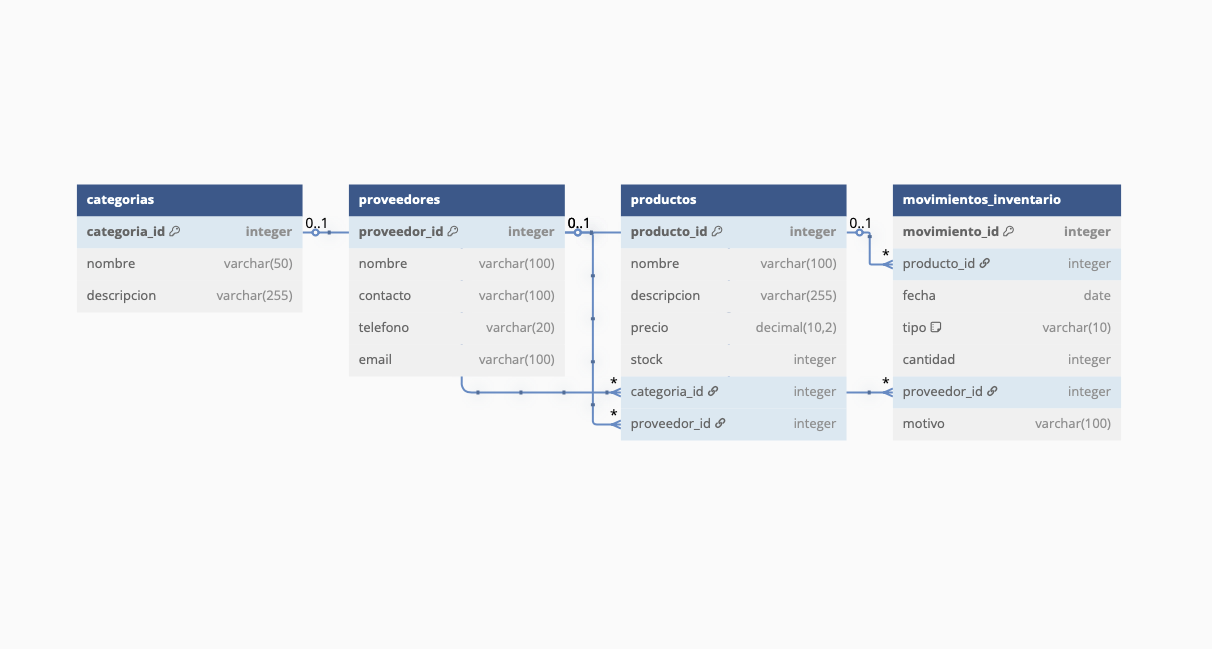 categorias
categoria_id integer
nombre varchar(50)
descripcion varchar(255)
0..1
proveedores
proveedor_id integer
nombre varchar(100)
contacto varchar(100)
telefono varchar(20)
email varchar(100)
0..1
productos
producto_id integer
nombre varchar(100)
descripcion varchar(255)
precio decimal(10,2)
stock integer
* categoria_id integer
* proveedor_id integer
0..1
movimientos_inventario
movimiento_id integer
* producto_id integer
fecha date
tipo varchar(10)
cantidad integer
* proveedor_id integer
motivo varchar(100)